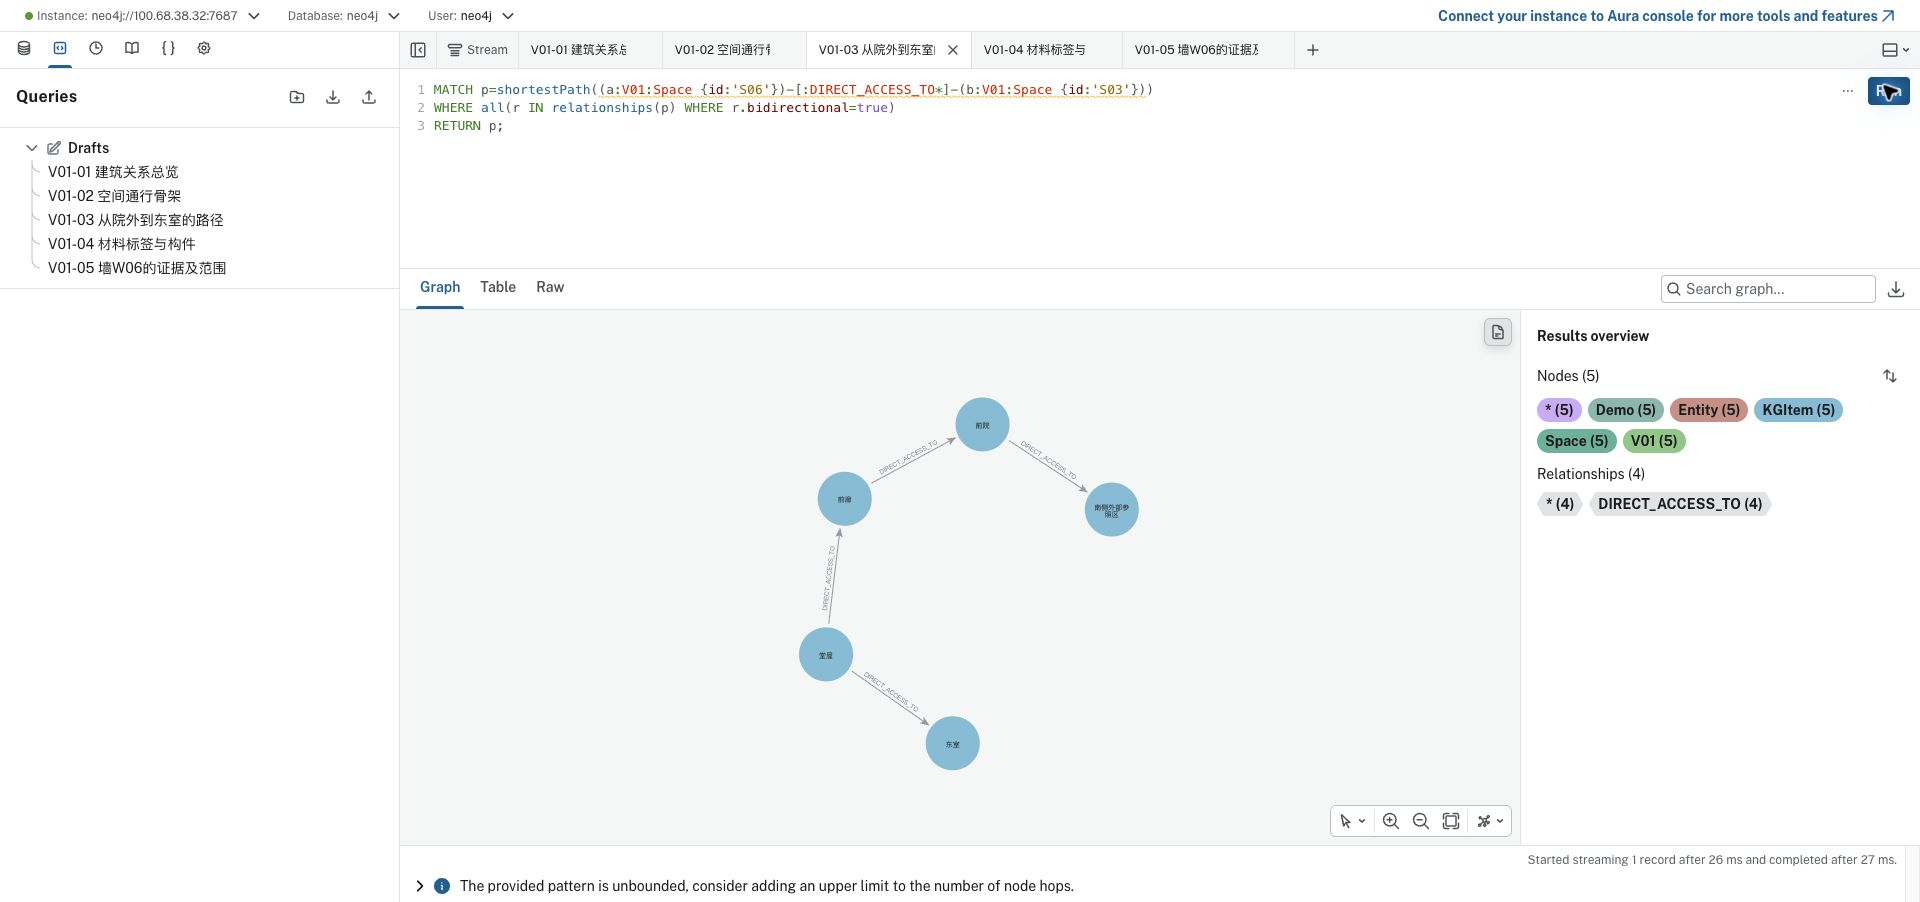 Instance: neo4j://100.68.38.32:7687 Database: neo4j User: neo4j Connect your instance to Aura console for more tools and features
Stream V01-01 建筑关系总 V01-02 空间通行 V01-03 从院外到东室 V01-04 材料标签与 V01-05 墙W06的证据及
Queries
Drafts
V01-01 建筑关系总览
V01-02 空间通行骨架
V01-03 从院外到东室的路径
V01-04 材料标签与构件
V01-05 墙W06的证据及范围
1 MATCH p=shortestPath((a:V01:Space {id:'S06'})-[:DIRECT_ACCESS_TO*]-(b:V01:Space {id:'S03'}))
2 WHERE all(r IN relationships(p) WHERE r.bidirectional=true)
3 RETURN p;
Graph Table Raw
Search graph...
前院
DIRECT_ACCESS_TO
DIRECT_ACCESS_TO
前廊
南侧外部参
照区
DIRECT_ACCESS_TO
堂屋
DIRECT_ACCESS_TO
东室
Results overview
Nodes (5)
* (5) Demo (5) Entity (5) KGItem (5)
Space (5) V01 (5)
Relationships (4)
* (4) DIRECT_ACCESS_TO (4)
Started streaming 1 record after 26 ms and completed after 27 ms.
The provided pattern is unbounded, consider adding an upper limit to the number of node hops.